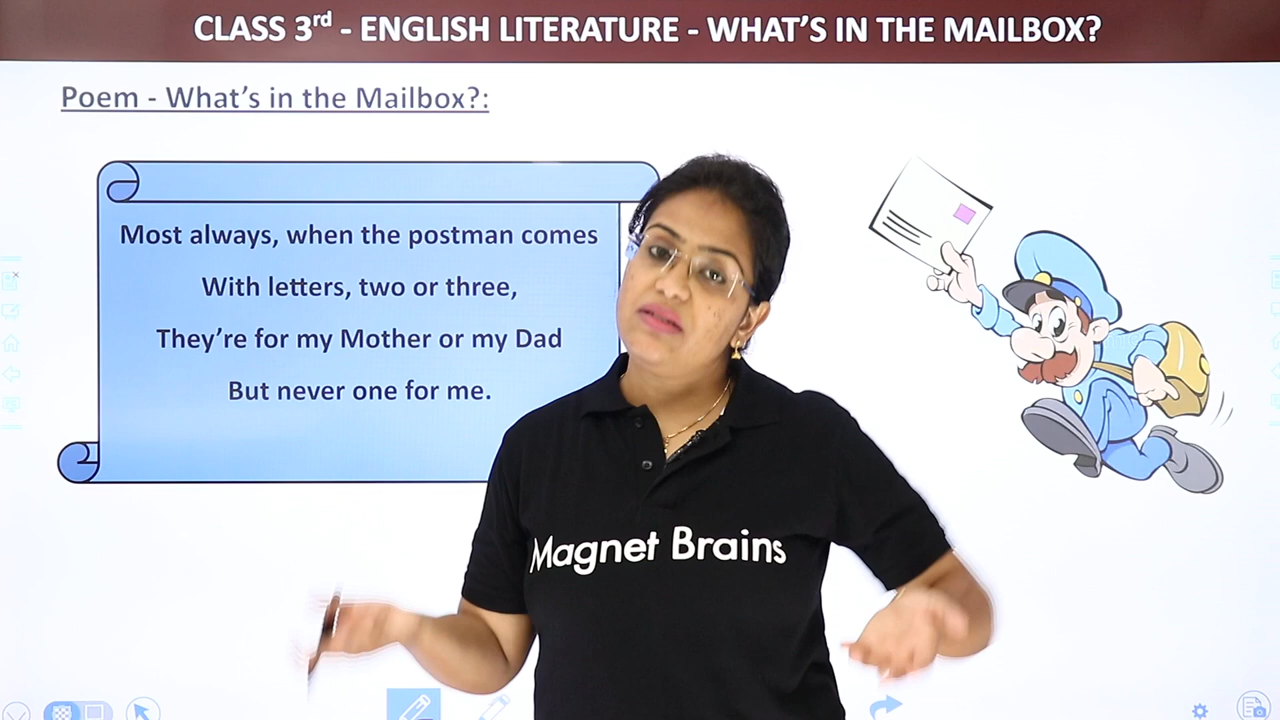 CLASS 3rd - ENGLISH LITERATURE - WHAT'S IN THE MAILBOX?
Poem - What's in the Mailbox?:
Most always, when the postman comes
With letters, two or three,
They're for my Mother or my Dad
But never one for me.
Magnet Brains